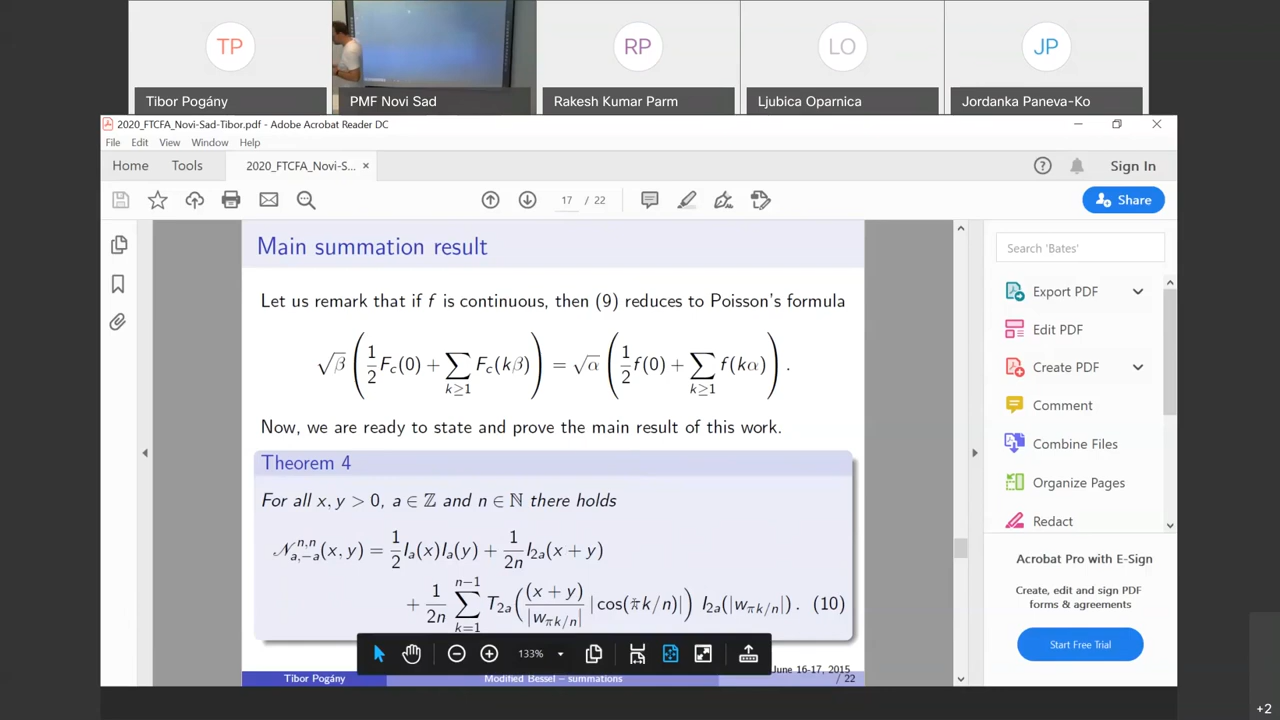 TP
RP
LO
JP
Tibor Pogány
PMF Novi Sad
Rakesh Kumar Parm
Ljubica Oparnica
Jordanka Paneva-Ko
2020_FTCFA_Novi-Sad-Tibor.pdf - Adobe Acrobat Reader DC
File Edit View Window Help
Home Tools 2020_FTCFA_Novi-S... × Sign In
17 / 22 Share
Main summation result
Let us remark that if f is continuous, then (9) reduces to Poisson's formula
√β ( 1/2 F_c(0) + ∑_{k≥1} F_c(kβ) ) = √α ( 1/2 f(0) + ∑_{k≥1} f(kα) ) .
Now, we are ready to state and prove the main result of this work.
Theorem 4
For all x, y > 0, a ∈ ℤ and n ∈ ℕ there holds
𝒩^{n,n}_{a,−a}(x, y) = 1/2 I_a(x)I_a(y) + 1/2n I_{2a}(x + y)
+ 1/2n ∑_{k=1}^{n−1} T_{2a}( (x + y)/|w_{πk/n}| |cos(πk/n)| ) I_{2a}(|w_{πk/n}|) . (10)
133%
June 16-17, 2015
Tibor Pogány Modified Bessel – summations / 22
Search 'Bates'
Export PDF
Edit PDF
Create PDF
Comment
Combine Files
Organize Pages
Redact
Acrobat Pro with E-Sign
Create, edit and sign PDF
forms & agreements
Start Free Trial
+2